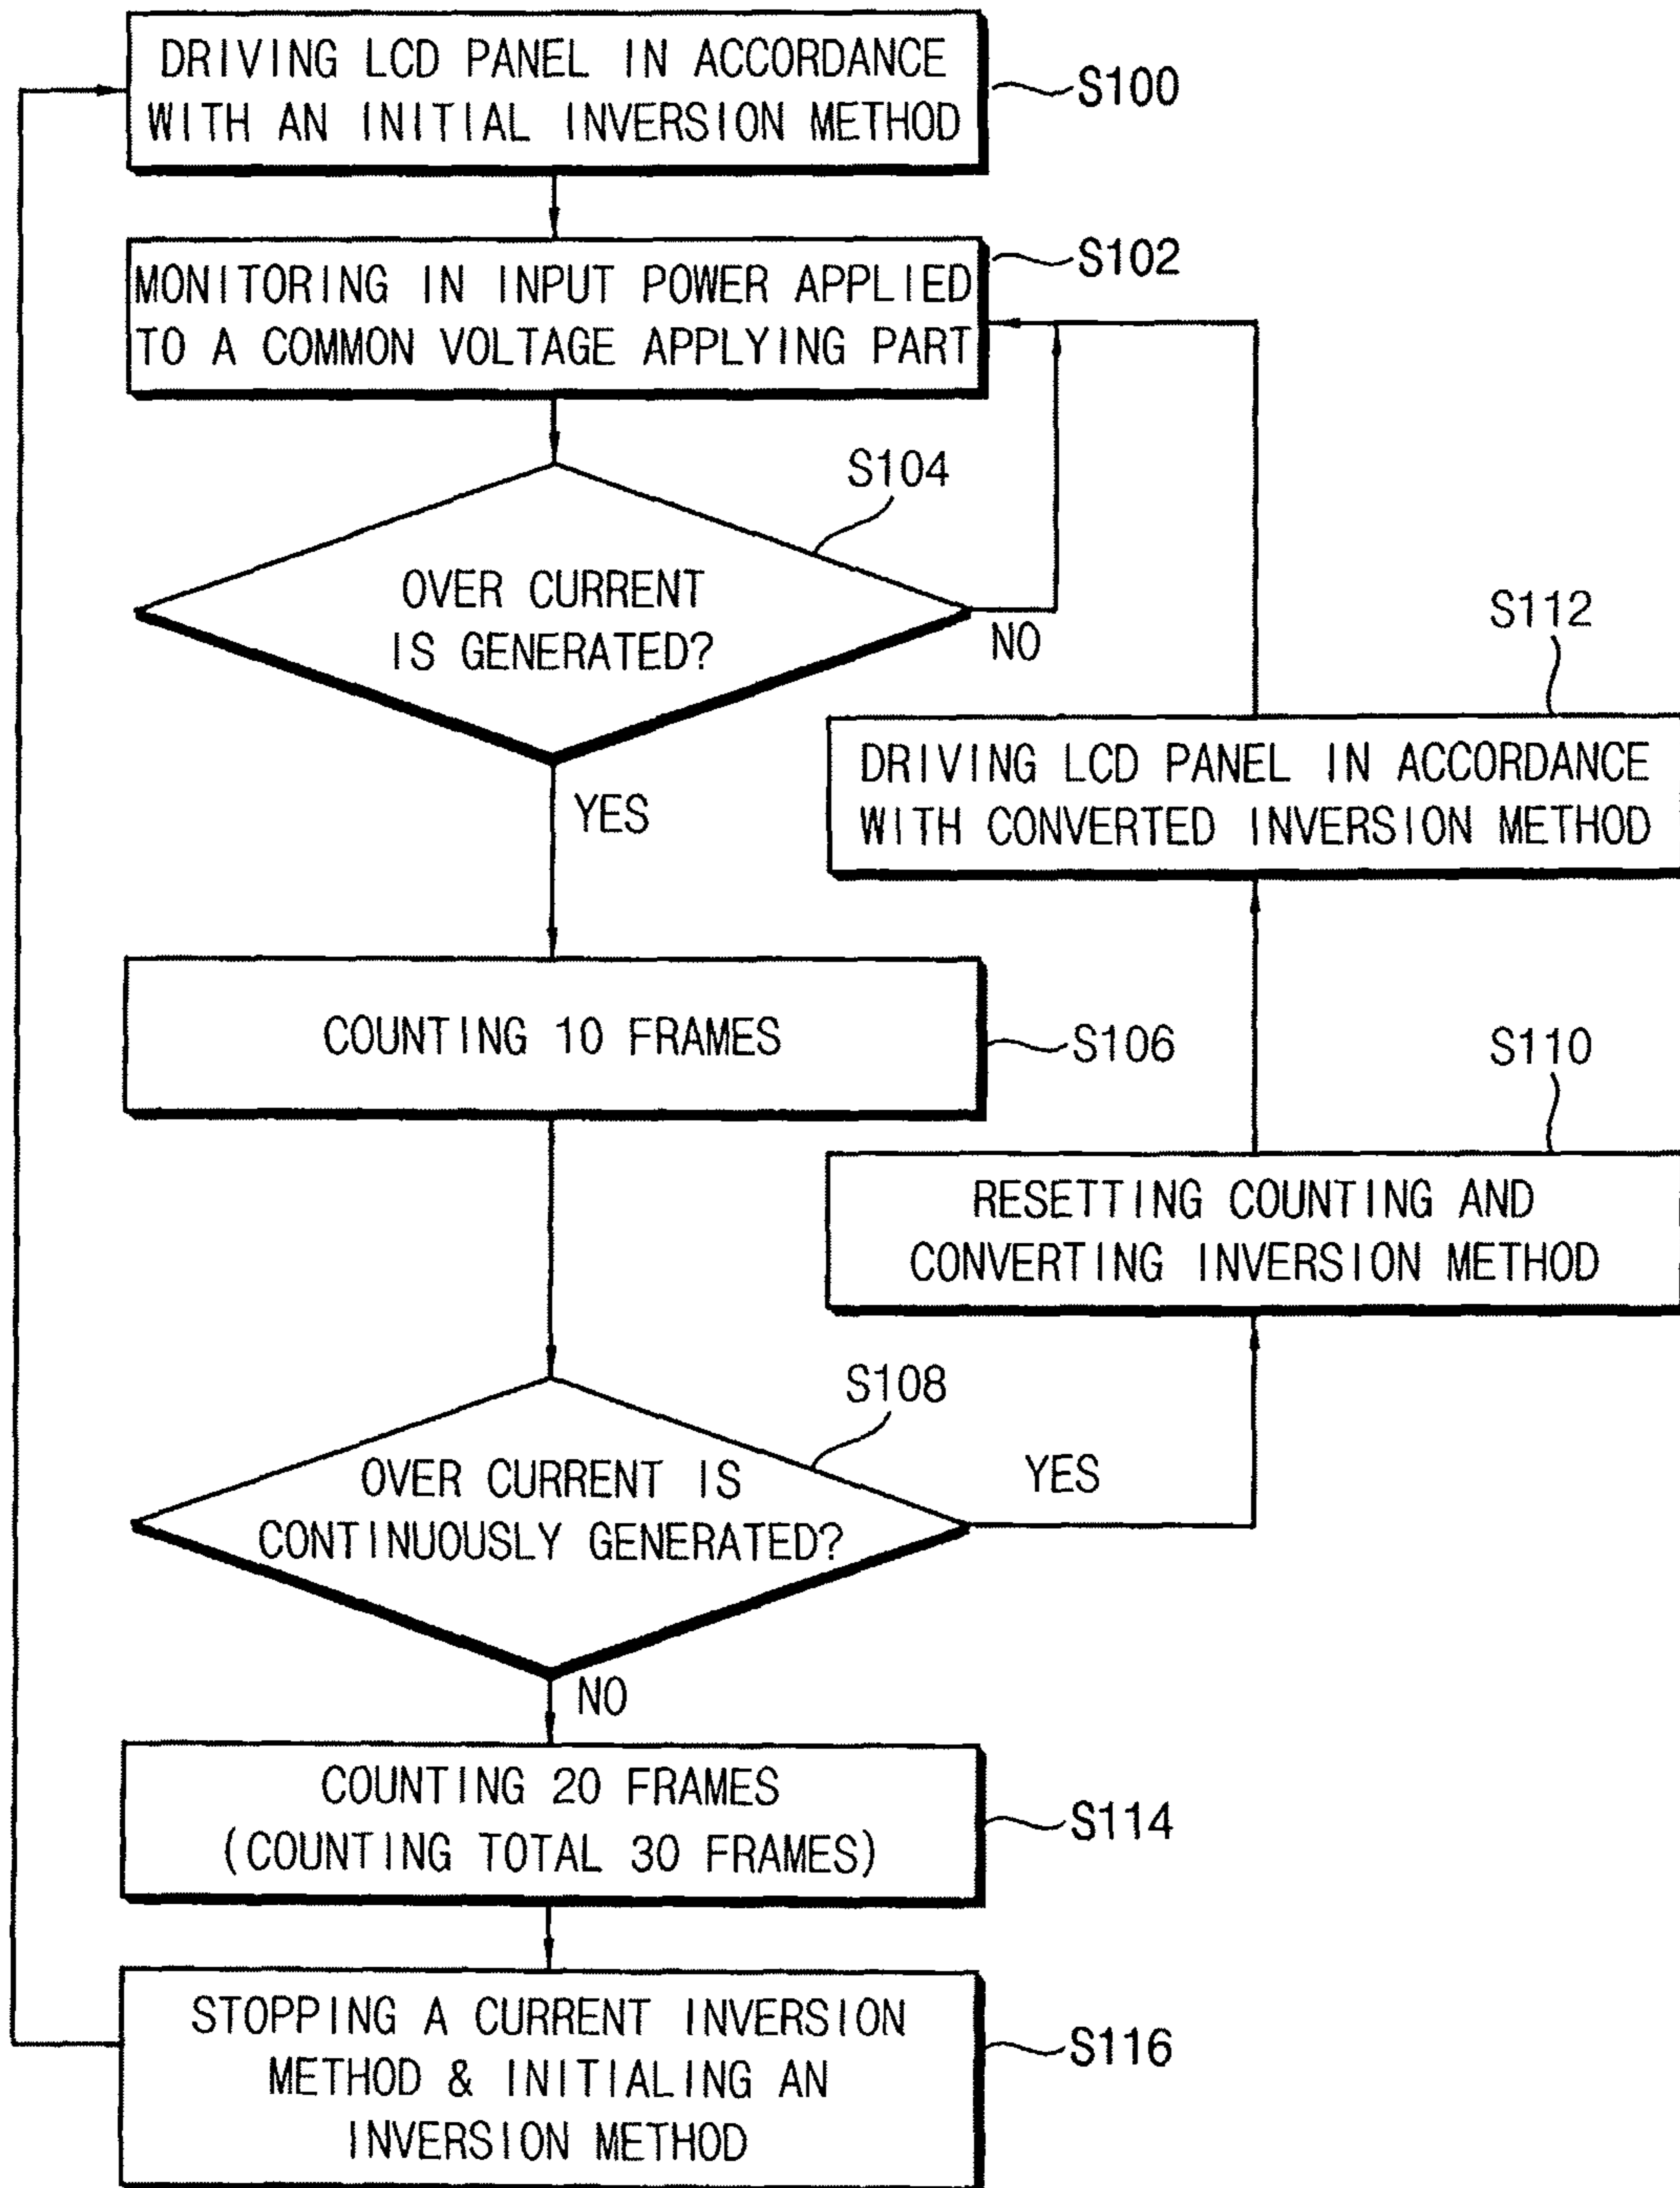 DRIVING LCD PANEL IN ACCORDANCE
WITH AN INITIAL INVERSION METHOD
S100
MONITORING IN INPUT POWER APPLIED
TO A COMMON VOLTAGE APPLYING PART
S102
S104
OVER CURRENT
IS GENERATED?
NO
YES
S112
DRIVING LCD PANEL IN ACCORDANCE
WITH CONVERTED INVERSION METHOD
COUNTING 10 FRAMES
S106
S110
RESETTING COUNTING AND
CONVERTING INVERSION METHOD
S108
OVER CURRENT IS
CONTINUOUSLY GENERATED?
YES
NO
COUNTING 20 FRAMES
(COUNTING TOTAL 30 FRAMES)
S114
STOPPING A CURRENT INVERSION
METHOD & INITIALING AN
INVERSION METHOD
S116